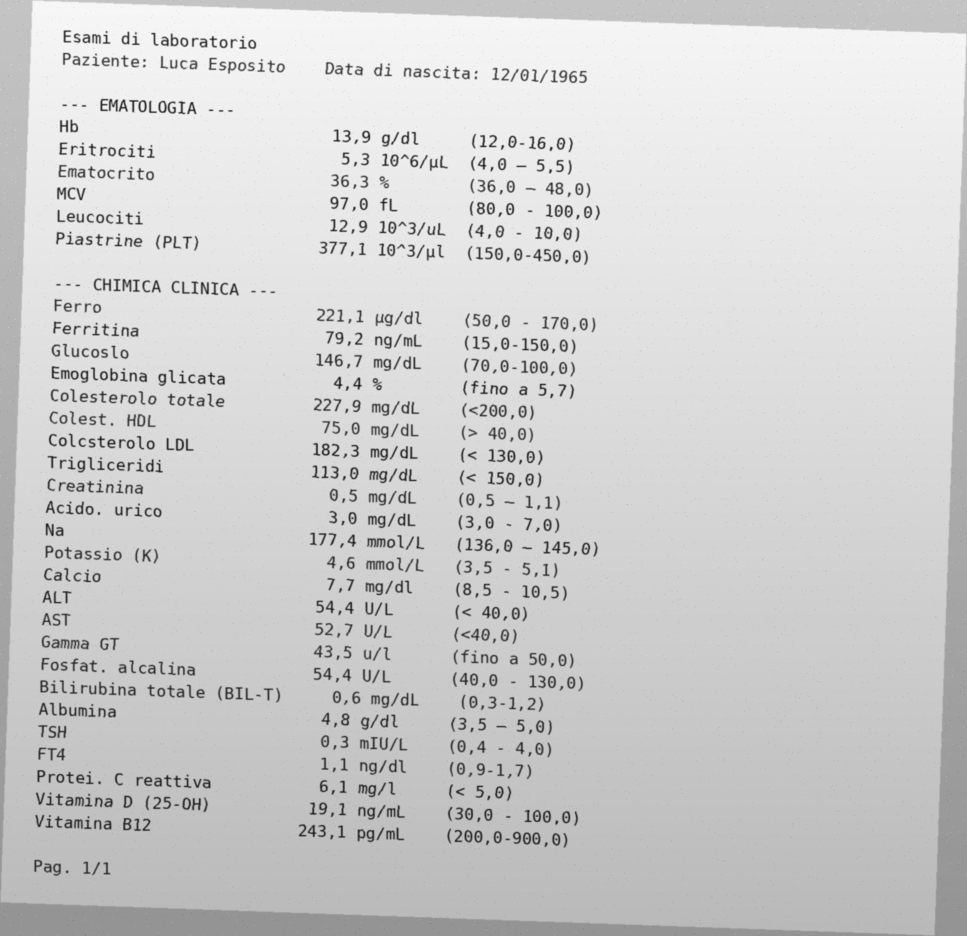 Esami di laboratorio
Paziente: Luca Esposito    Data di nascita: 12/01/1965

--- EMATOLOGIA ---
Hb    13,9 g/dl    (12,0-16,0)
Eritrociti    5,3 10^6/µL    (4,0 – 5,5)
Ematocrito    36,3 %    (36,0 – 48,0)
MCV    97,0 fL    (80,0 - 100,0)
Leucociti    12,9 10^3/uL    (4,0 - 10,0)
Piastrine (PLT)    377,1 10^3/µl    (150,0-450,0)

--- CHIMICA CLINICA ---
Ferro    221,1 µg/dl    (50,0 - 170,0)
Ferritina    79,2 ng/mL    (15,0-150,0)
Glucoslo    146,7 mg/dL    (70,0-100,0)
Emoglobina glicata    4,4 %    (fino a 5,7)
Colesterolo totale    227,9 mg/dL    (<200,0)
Colest. HDL    75,0 mg/dL    (> 40,0)
Colcsterolo LDL    182,3 mg/dL    (< 130,0)
Trigliceridi    113,0 mg/dL    (< 150,0)
Creatinina    0,5 mg/dL    (0,5 – 1,1)
Acido. urico    3,0 mg/dL    (3,0 - 7,0)
Na    177,4 mmol/L    (136,0 – 145,0)
Potassio (K)    4,6 mmol/L    (3,5 - 5,1)
Calcio    7,7 mg/dl    (8,5 - 10,5)
ALT    54,4 U/L    (< 40,0)
AST    52,7 U/L    (<40,0)
Gamma GT    43,5 u/l    (fino a 50,0)
Fosfat. alcalina    54,4 U/L    (40,0 - 130,0)
Bilirubina totale (BIL-T)    0,6 mg/dL    (0,3-1,2)
Albumina    4,8 g/dl    (3,5 – 5,0)
TSH    0,3 mIU/L    (0,4 - 4,0)
FT4    1,1 ng/dl    (0,9-1,7)
Protei. C reattiva    6,1 mg/l    (< 5,0)
Vitamina D (25-OH)    19,1 ng/mL    (30,0 - 100,0)
Vitamina B12    243,1 pg/mL    (200,0-900,0)

Pag. 1/1